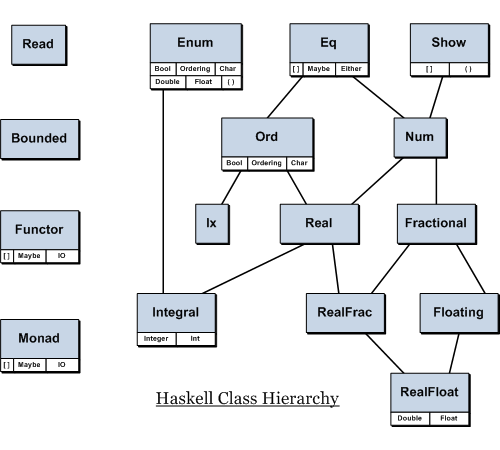 Read
Enum
Bool Ordering Char
Double Float ( )
Eq
[ ] Maybe Either
Show
[ ] ( )
Bounded
Ord
Bool Ordering Char
Num
Functor
[ ] Maybe IO
Ix
Real
Fractional
Monad
[ ] Maybe IO
Integral
Integer Int
RealFrac
Floating
RealFloat
Double Float
Haskell Class Hierarchy